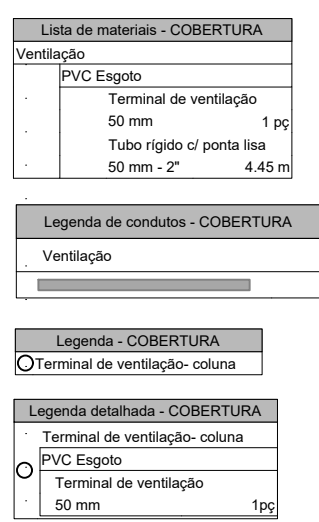 Lista de materiais - COBERTURA
Ventilação
PVC Esgoto
Terminal de ventilação
50 mm 1 pç
Tubo rígido c/ ponta lisa
50 mm - 2" 4.45 m
Legenda de condutos - COBERTURA
Ventilação
Legenda - COBERTURA
Terminal de ventilação- coluna
Legenda detalhada - COBERTURA
Terminal de ventilação- coluna
PVC Esgoto
Terminal de ventilação
50 mm 1pç